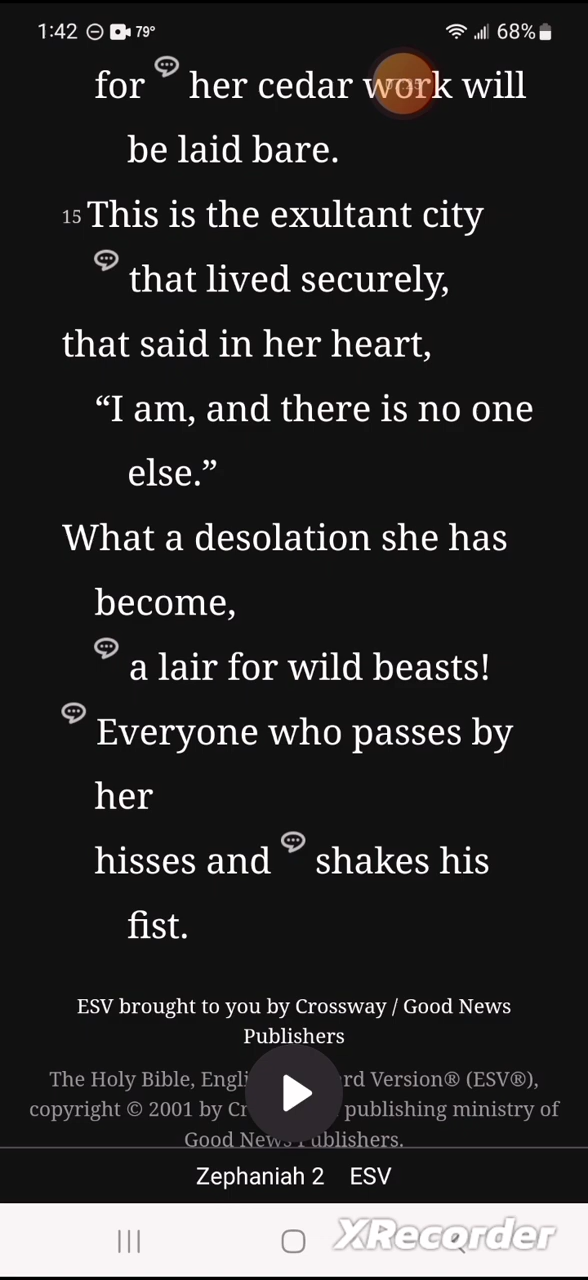 1:42 79° 68%
for her cedar work will
be laid bare.
15 This is the exultant city
that lived securely,
that said in her heart,
“I am, and there is no one
else.”
What a desolation she has
become,
a lair for wild beasts!
Everyone who passes by
her
hisses and shakes his
fist.
ESV brought to you by Crossway / Good News
Publishers
The Holy Bible, Engl rd Version® (ESV®),
copyright © 2001 by Cr publishing ministry of
Good News Publishers.
Zephaniah 2 ESV
XRecorder